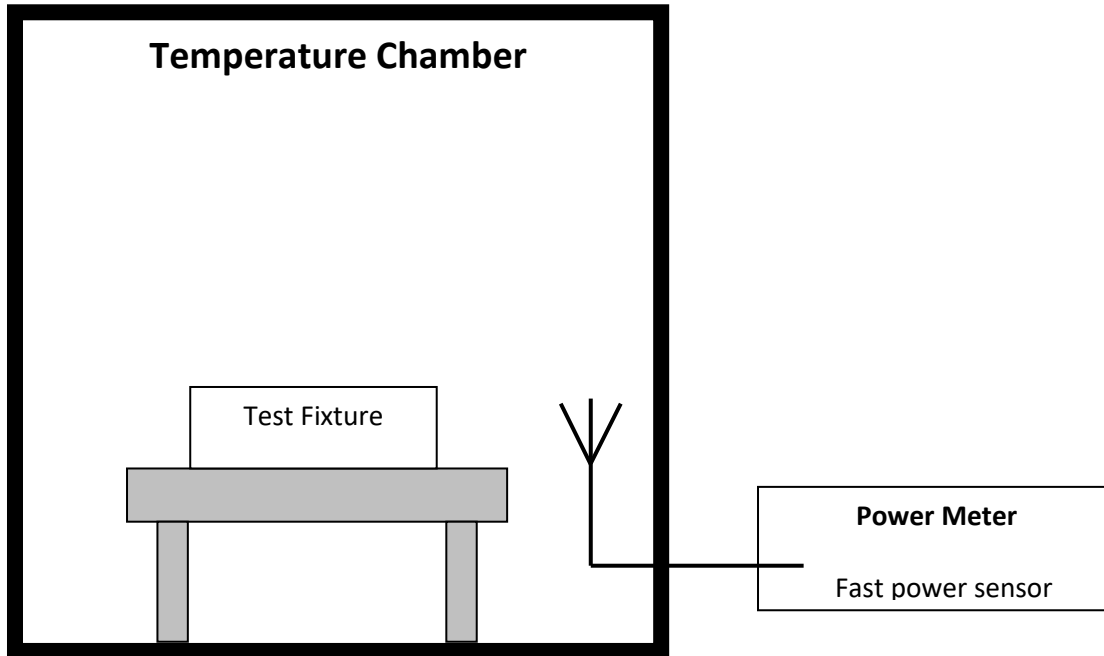 Temperature Chamber
Test Fixture
Power Meter
Fast power sensor